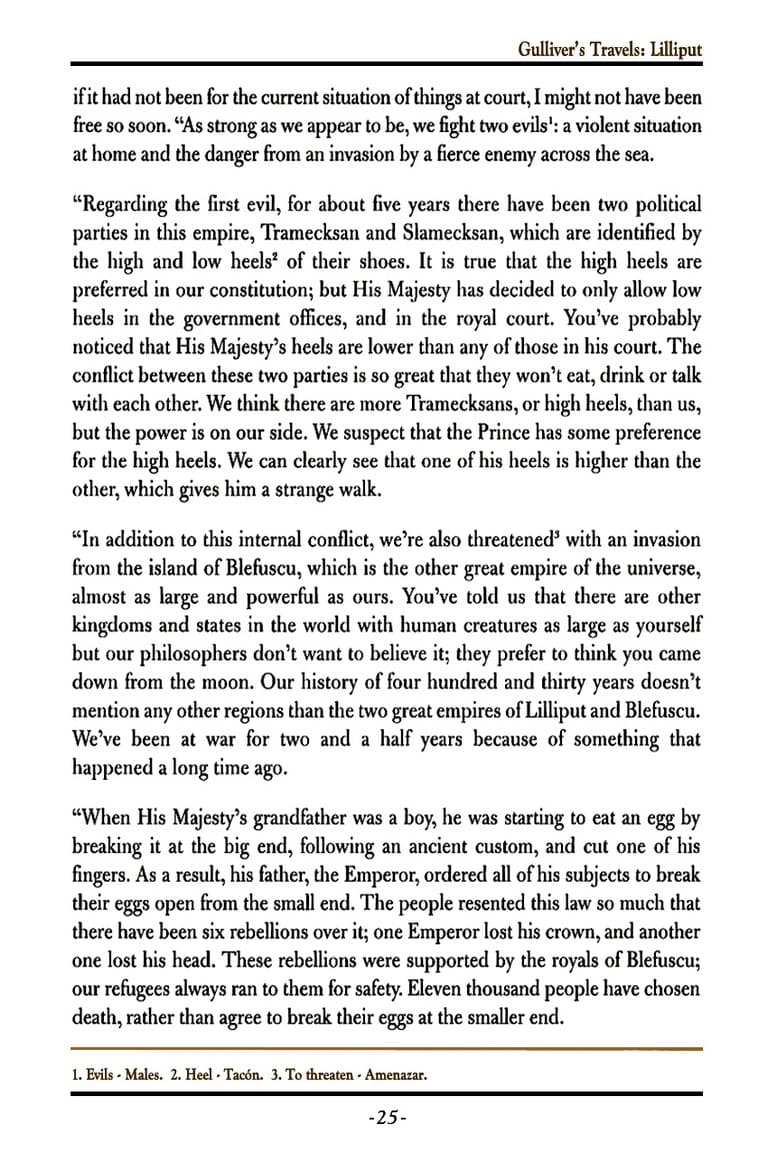 Gulliver's Travels: Lilliput
if it had not been for the current situation of things at court, I might not have been
free so soon. “As strong as we appear to be, we fight two evils¹: a violent situation
at home and the danger from an invasion by a fierce enemy across the sea.
“Regarding the first evil, for about five years there have been two political
parties in this empire, Tramecksan and Slamecksan, which are identified by
the high and low heels² of their shoes. It is true that the high heels are
preferred in our constitution; but His Majesty has decided to only allow low
heels in the government offices, and in the royal court. You’ve probably
noticed that His Majesty’s heels are lower than any of those in his court. The
conflict between these two parties is so great that they won’t eat, drink or talk
with each other. We think there are more Tramecksans, or high heels, than us,
but the power is on our side. We suspect that the Prince has some preference
for the high heels. We can clearly see that one of his heels is higher than the
other, which gives him a strange walk.
“In addition to this internal conflict, we’re also threatened³ with an invasion
from the island of Blefuscu, which is the other great empire of the universe,
almost as large and powerful as ours. You’ve told us that there are other
kingdoms and states in the world with human creatures as large as yourself
but our philosophers don’t want to believe it; they prefer to think you came
down from the moon. Our history of four hundred and thirty years doesn’t
mention any other regions than the two great empires of Lilliput and Blefuscu.
We’ve been at war for two and a half years because of something that
happened a long time ago.
“When His Majesty’s grandfather was a boy, he was starting to eat an egg by
breaking it at the big end, following an ancient custom, and cut one of his
fingers. As a result, his father, the Emperor, ordered all of his subjects to break
their eggs open from the small end. The people resented this law so much that
there have been six rebellions over it; one Emperor lost his crown, and another
one lost his head. These rebellions were supported by the royals of Blefuscu;
our refugees always ran to them for safety. Eleven thousand people have chosen
death, rather than agree to break their eggs at the smaller end.
1. Evils - Males. 2. Heel - Tacón. 3. To threaten - Amenazar.
-25-